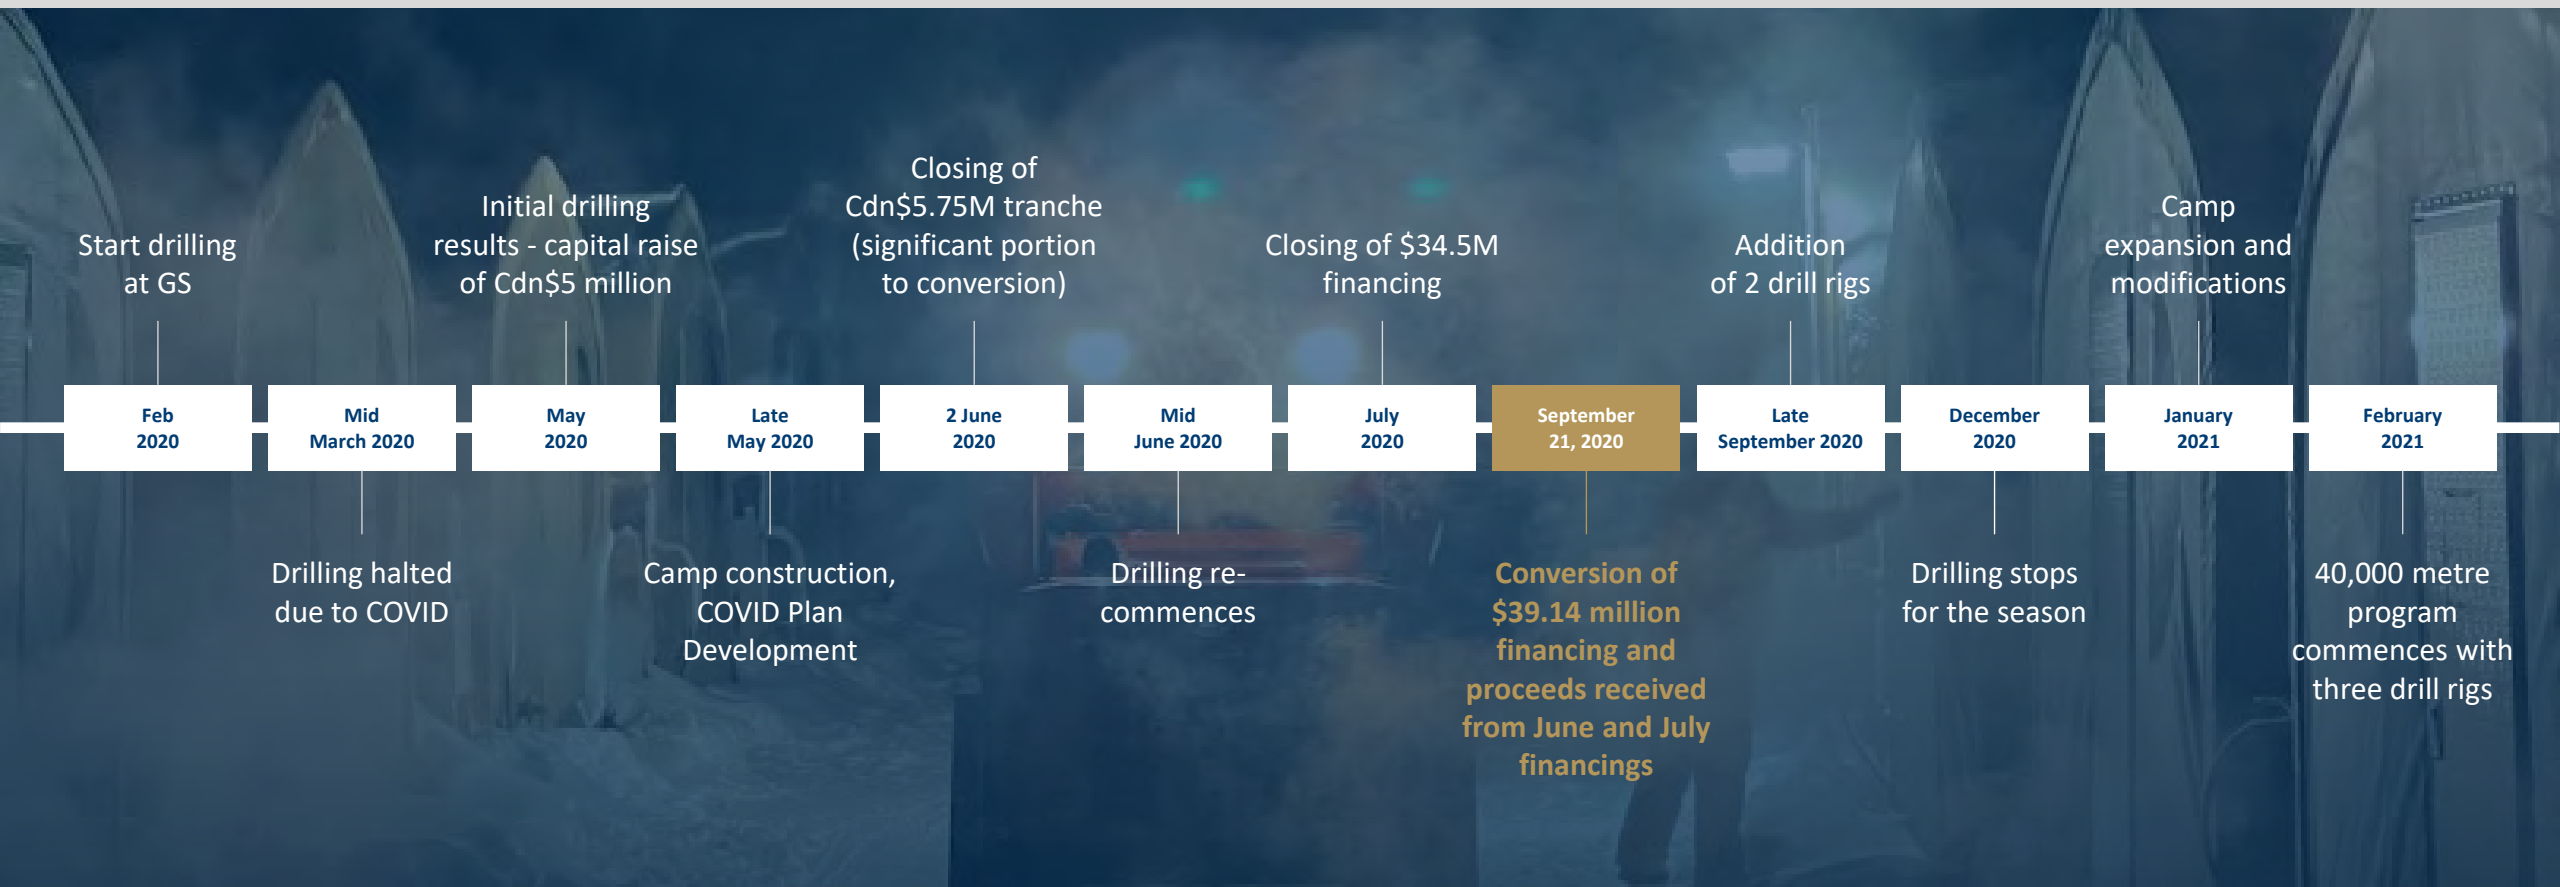 Start drilling
at GS
Feb
2020
Mid
March 2020
Drilling halted
due to COVID
Initial drilling
results - capital raise
of Cdn$5 million
May
2020
Late
May 2020
Camp construction,
COVID Plan
Development
Closing of
Cdn$5.75M tranche
(significant portion
to conversion)
2 June
2020
Mid
June 2020
Drilling re-
commences
Closing of $34.5M
financing
July
2020
September
21, 2020
Conversion of
$39.14 million
financing and
proceeds received
from June and July
financings
Addition
of 2 drill rigs
Late
September 2020
December
2020
Drilling stops
for the season
Camp
expansion and
modifications
January
2021
February
2021
40,000 metre
program
commences with
three drill rigs